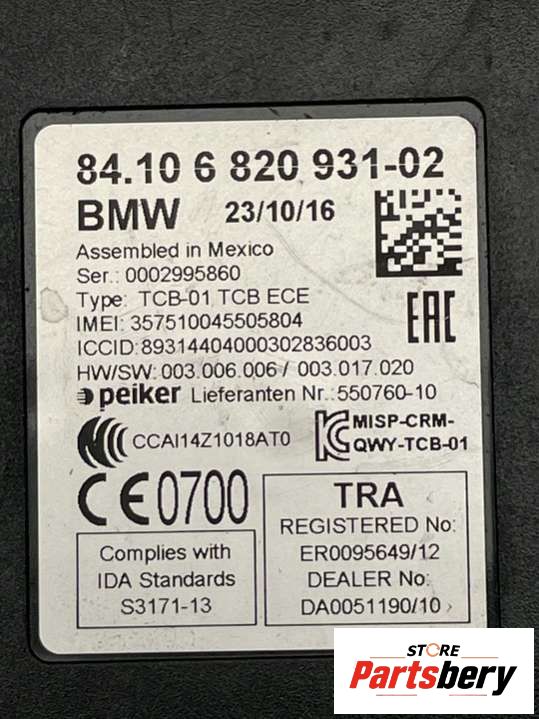 84.10 6 820 931-02
BMW 23/10/16
Assembled in Mexico
Ser.: 0002995860
Type: TCB-01 TCB ECE
IMEI: 357510045505804
ICCID:89314404000302836003
HW/SW: 003.006.006/ 003.017.020
peiker Lieferanten Nr.:550760-10
EAC
CCAI14Z1018AT0
MISP-CRM-
QWY-TCB-01
CE0700
Complies with
IDA Standards
S3171-13
TRA
REGISTERED No:
ER0095649/12
DEALER No:
DA0051190/10
STORE
Partsbery